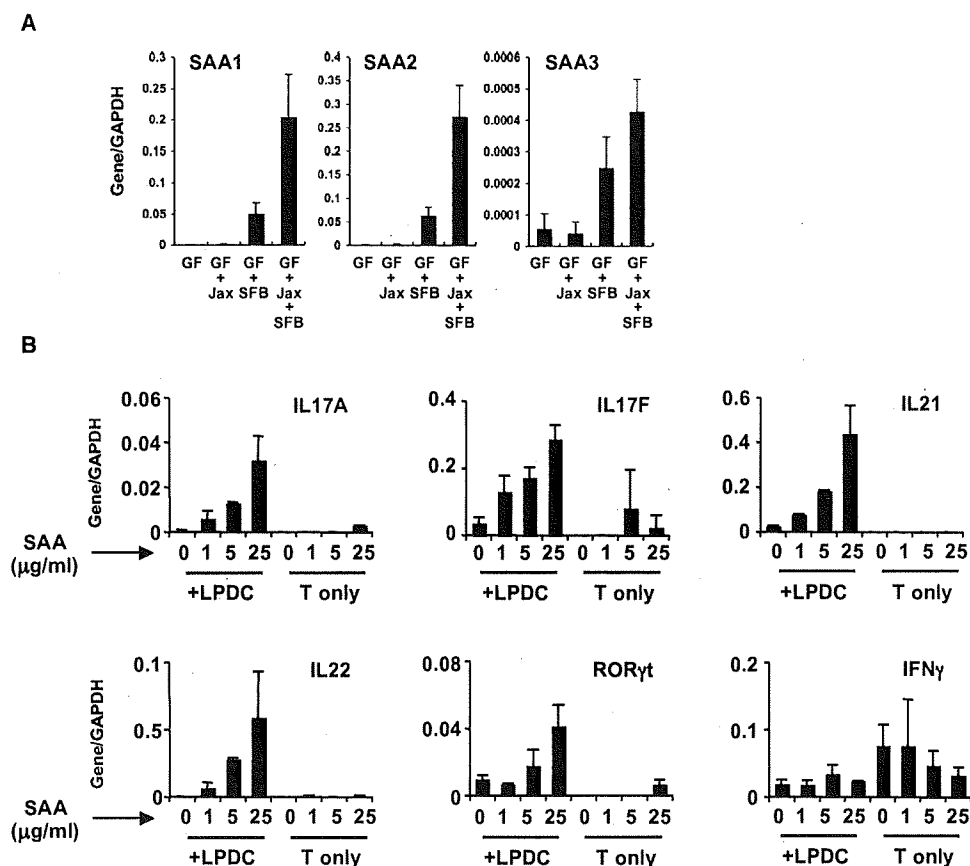 A
SAA1
SAA2
SAA3
Gene/GAPDH
0.3
0.25
0.2
0.15
0.1
0.05
0
0.4
0.35
0.3
0.25
0.2
0.15
0.1
0.05
0
0.0006
0.0005
0.0004
0.0003
0.0002
0.0001
0
GF GF GF GF
+ + +
Jax SFB Jax
+
SFB
GF GF GF GF
+ + +
Jax SFB Jax
+
SFB
GF GF GF GF
+ + +
Jax SFB Jax
+
SFB
B
IL17A
IL17F
IL21
Gene/GAPDH
0.06
0.04
0.02
0
0.4
0.2
0
0.6
0.4
0.2
0
SAA
(μg/ml)
0 1 5 25 0 1 5 25
+LPDC T only
0 1 5 25 0 1 5 25
+LPDC T only
0 1 5 25 0 1 5 25
+LPDC T only
IL22
RORγt
IFNγ
Gene/GAPDH
0.1
0.5
0
0.08
0.04
0
0.2
0.1
0
SAA
(μg/ml)
0 1 5 25 0 1 5 25
+LPDC T only
0 1 5 25 0 1 5 25
+LPDC T only
0 1 5 25 0 1 5 25
+LPDC T only